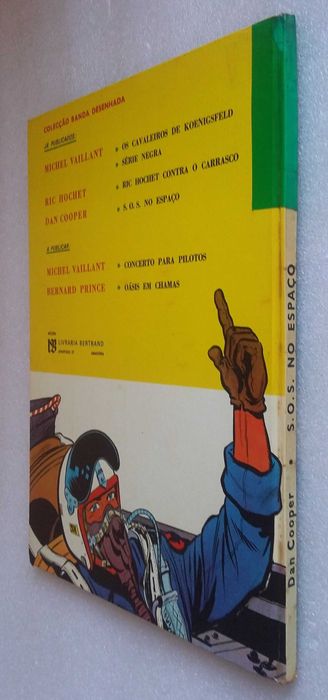 COLECÇÃO BANDA DESENHADA
JÁ PUBLICADOS:
MICHEL VAILLANT • OS CAVALEIROS DE KOENIGSFELD
• SÉRIE NEGRA
RIC HOCHET • RIC HOCHET CONTRA O CARRASCO
DAN COOPER • S.O.S. NO ESPAÇO
A PUBLICAR:
MICHEL VAILLANT • CONCERTO PARA PILOTOS
BERNARD PRINCE • OÁSIS EM CHAMAS
LIVRARIA BERTRAND
Dan Cooper • S.O.S. NO ESPAÇO